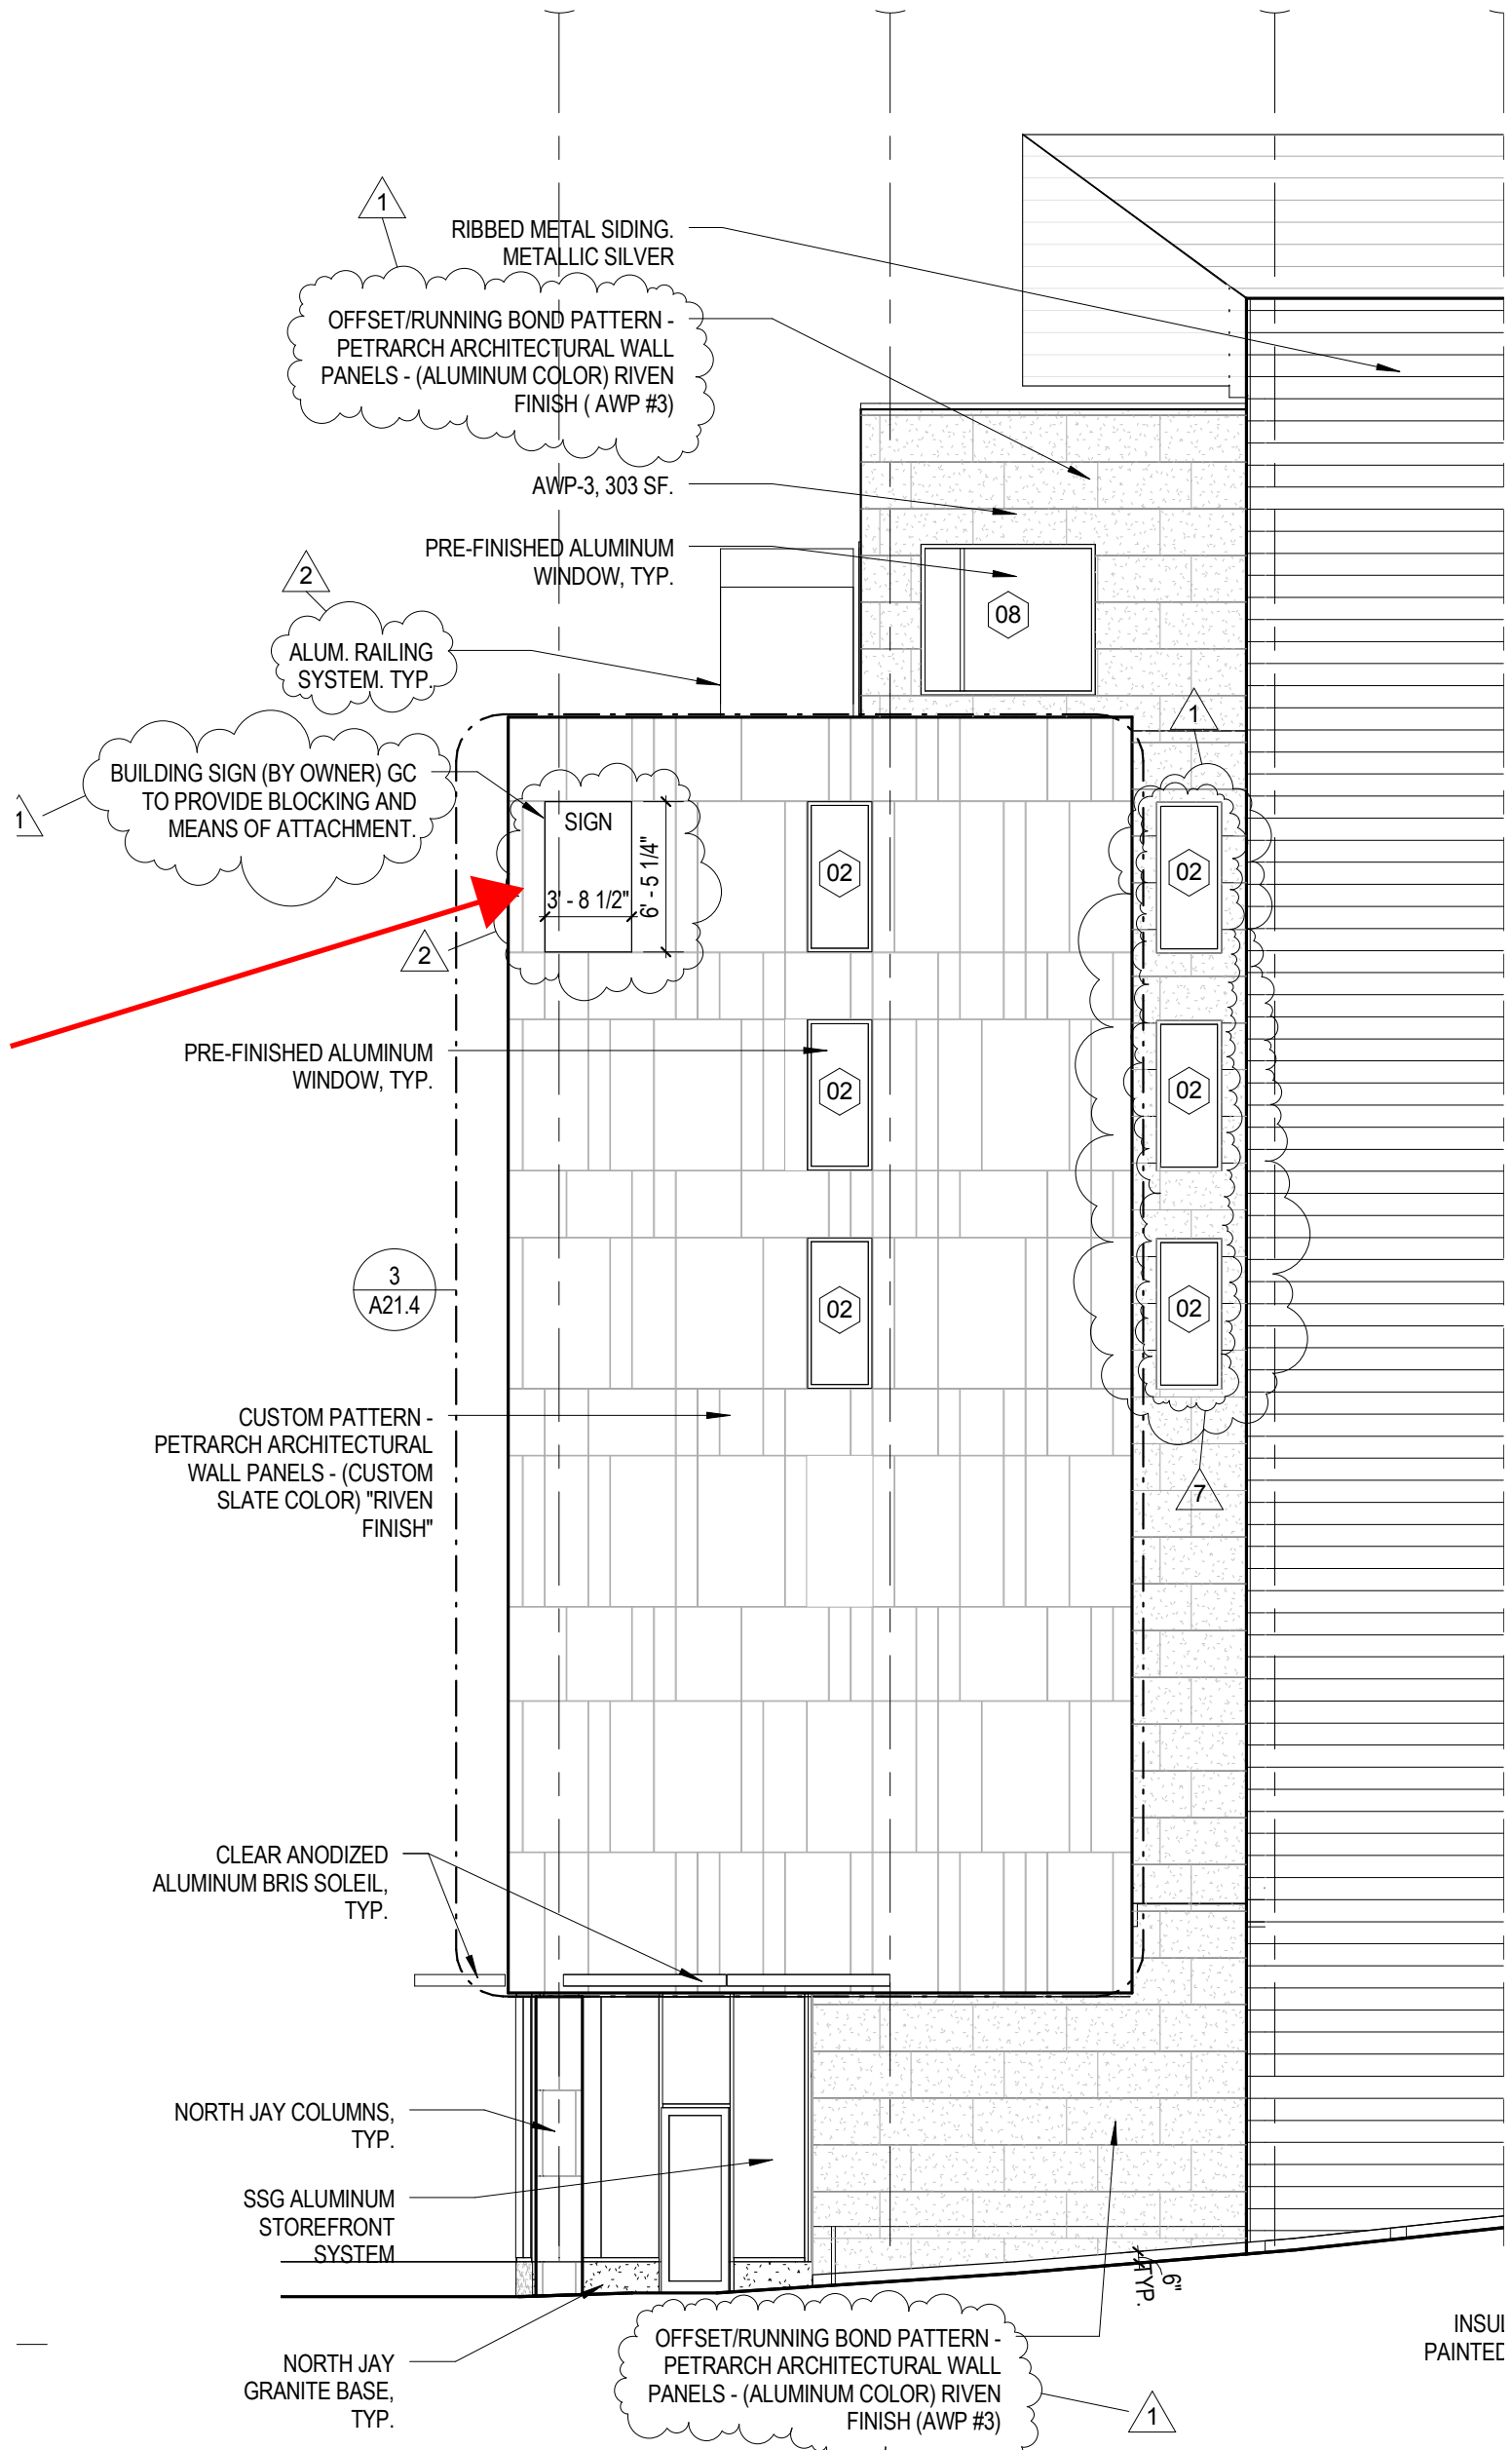 1
RIBBED METAL SIDING.
METALLIC SILVER
OFFSET/RUNNING BOND PATTERN -
PETRARCH ARCHITECTURAL WALL
PANELS - (ALUMINUM COLOR) RIVEN
FINISH ( AWP #3)
AWP-3, 303 SF.
PRE-FINISHED ALUMINUM
WINDOW, TYP.
08
2
ALUM. RAILING
SYSTEM. TYP.
1
BUILDING SIGN (BY OWNER) GC
TO PROVIDE BLOCKING AND
MEANS OF ATTACHMENT.
1
SIGN
3' - 8 1/2"
6' - 5 1/4"
02
02
2
PRE-FINISHED ALUMINUM
WINDOW, TYP.
02
02
3
A21.4
02
02
CUSTOM PATTERN -
PETRARCH ARCHITECTURAL
WALL PANELS - (CUSTOM
SLATE COLOR) "RIVEN
FINISH"
7
CLEAR ANODIZED
ALUMINUM BRIS SOLEIL,
TYP.
NORTH JAY COLUMNS,
TYP.
SSG ALUMINUM
STOREFRONT
SYSTEM
6"
TYP.
NORTH JAY
GRANITE BASE,
TYP.
OFFSET/RUNNING BOND PATTERN -
PETRARCH ARCHITECTURAL WALL
PANELS - (ALUMINUM COLOR) RIVEN
FINISH (AWP #3)
1
INSUL
PAINTED